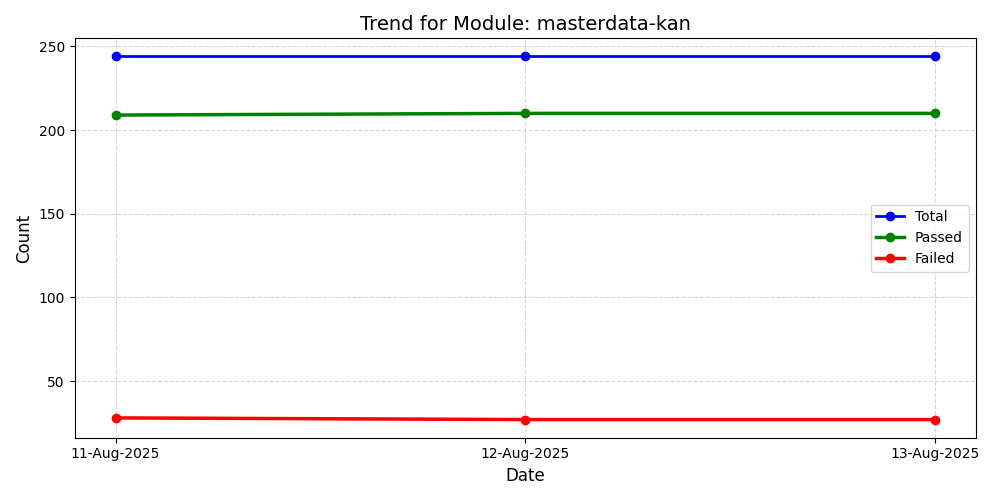 Trend for Module: masterdata-kan
Count
250
200
150
100
50
Total
Passed
Failed
11-Aug-2025
12-Aug-2025
13-Aug-2025
Date